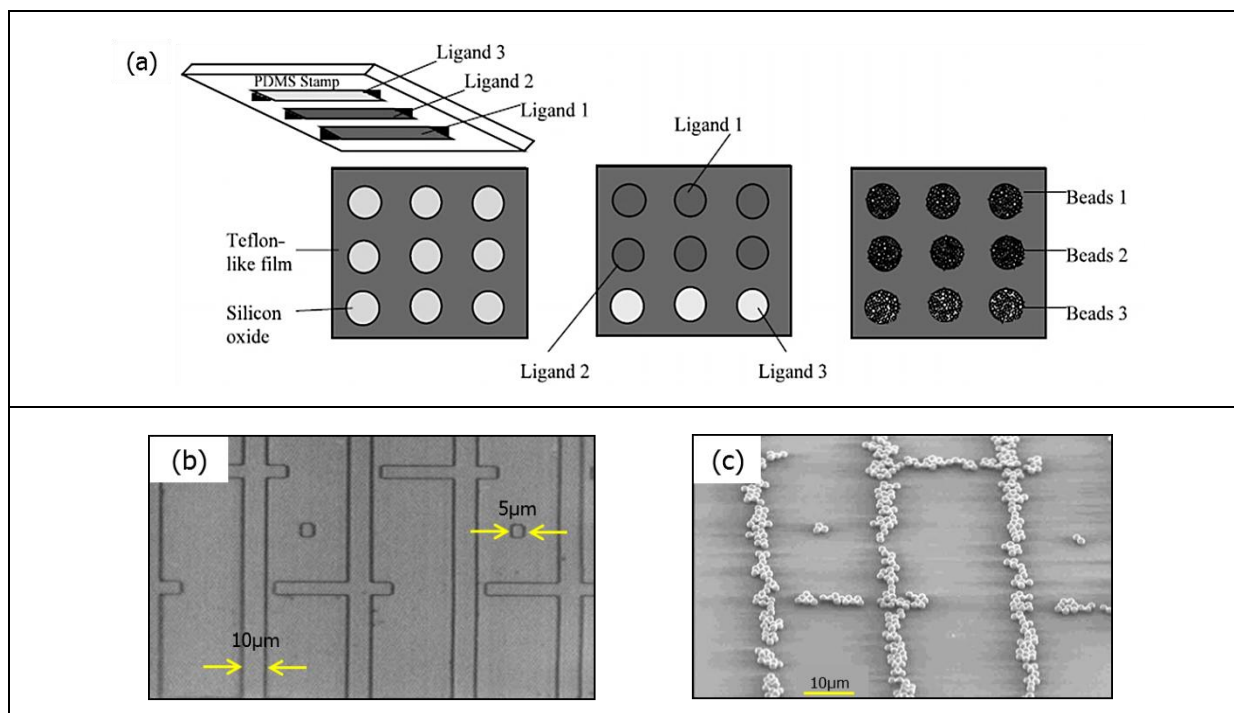 (a)
PDMS Stamp
Ligand 3
Ligand 2
Ligand 1
Teflon-
like film
Silicon
oxide
Ligand 1
Ligand 2
Ligand 3
Beads 1
Beads 2
Beads 3
(b)
5µm
10µm
(c)
10µm